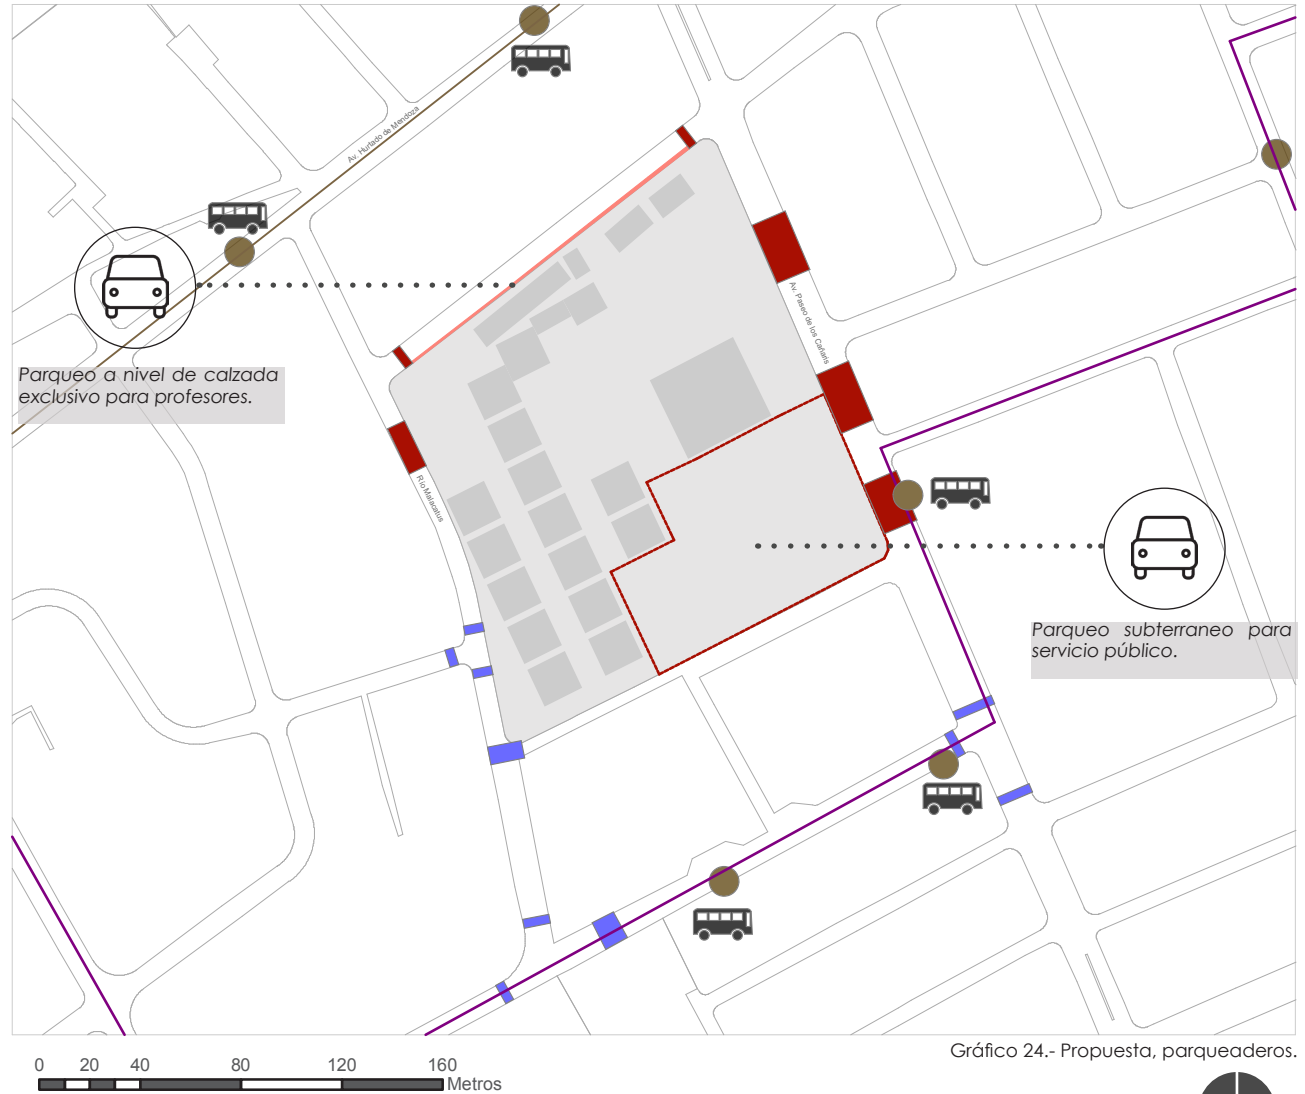 Av. Hurtado de Mendoza
Parqueo a nivel de calzada
exclusivo para profesores.
Av. Paseo de los Cañaris
Río Malacatus
Parqueo subterraneo para
servicio público.
Gráfico 24.- Propuesta, parqueaderos.
0 20 40 80 120 160
Metros